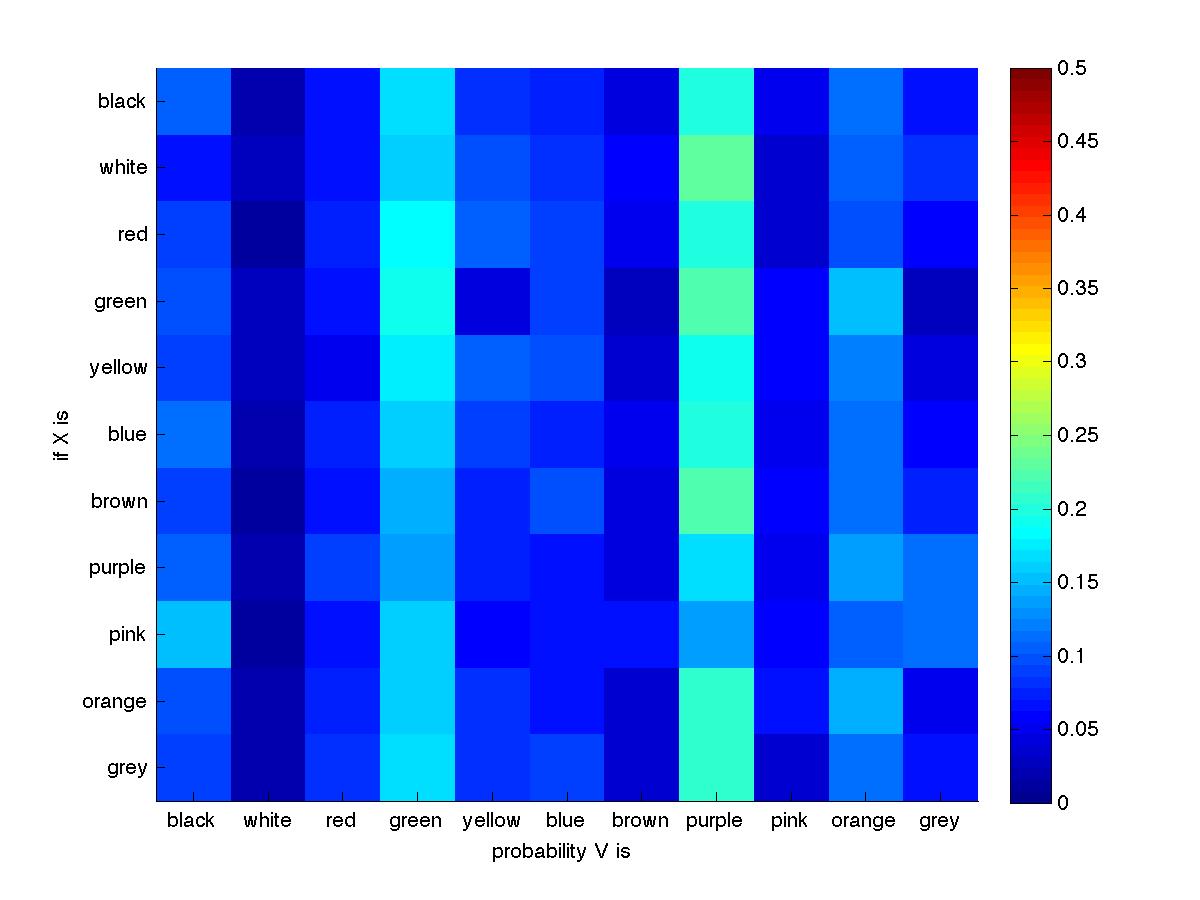 black
white
red
green
yellow
blue
brown
purple
pink
orange
grey
if X is
black white red green yellow blue brown purple pink orange grey
probability V is
0.5
0.45
0.4
0.35
0.3
0.25
0.2
0.15
0.1
0.05
0